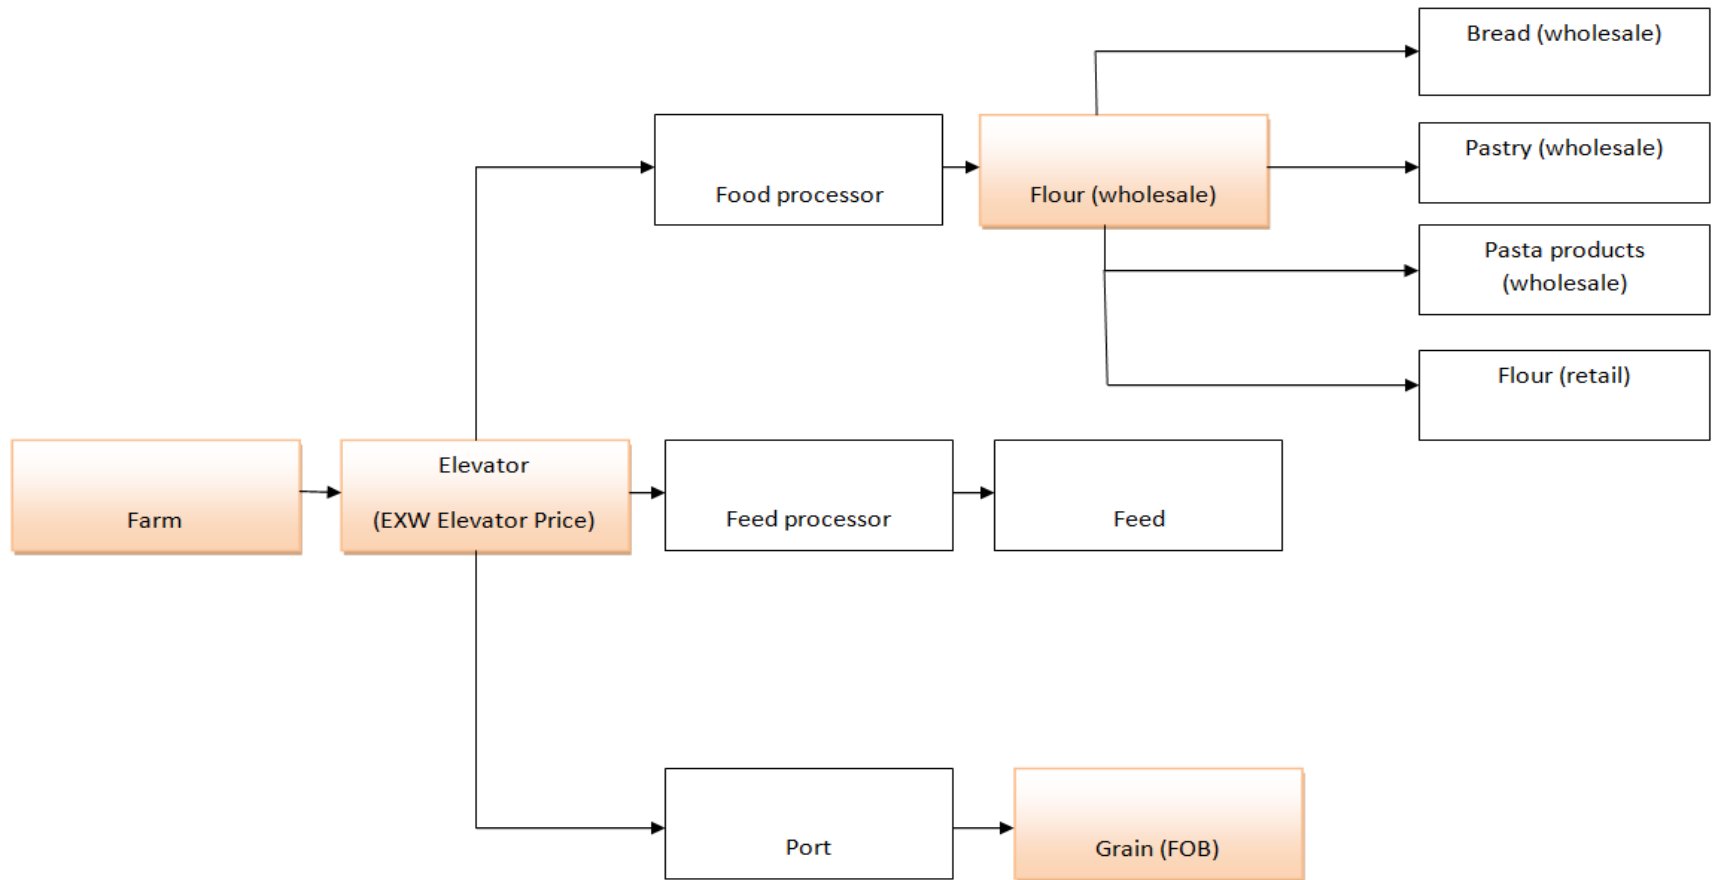 Bread (wholesale)
Pastry (wholesale)
Food processor
Flour (wholesale)
Pasta products
(wholesale)
Flour (retail)
Farm
Elevator
(EXW Elevator Price)
Feed processor
Feed
Port
Grain (FOB)